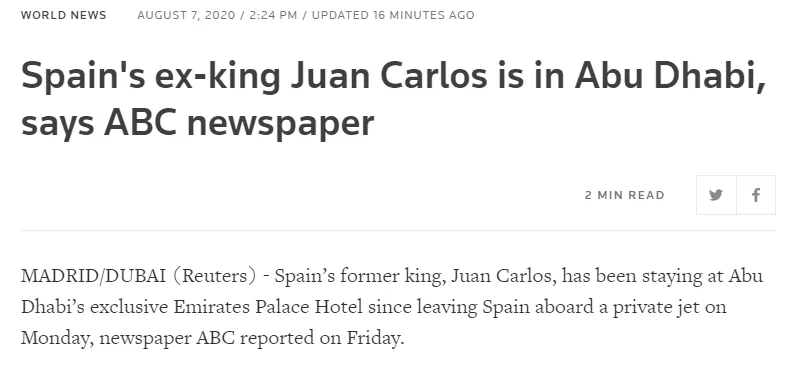 WORLD NEWS AUGUST 7, 2020 / 2:24 PM / UPDATED 16 MINUTES AGO
Spain's ex-king Juan Carlos is in Abu Dhabi,
says ABC newspaper
2 MIN READ
MADRID/DUBAI (Reuters) - Spain’s former king, Juan Carlos, has been staying at Abu
Dhabi’s exclusive Emirates Palace Hotel since leaving Spain aboard a private jet on
Monday, newspaper ABC reported on Friday.